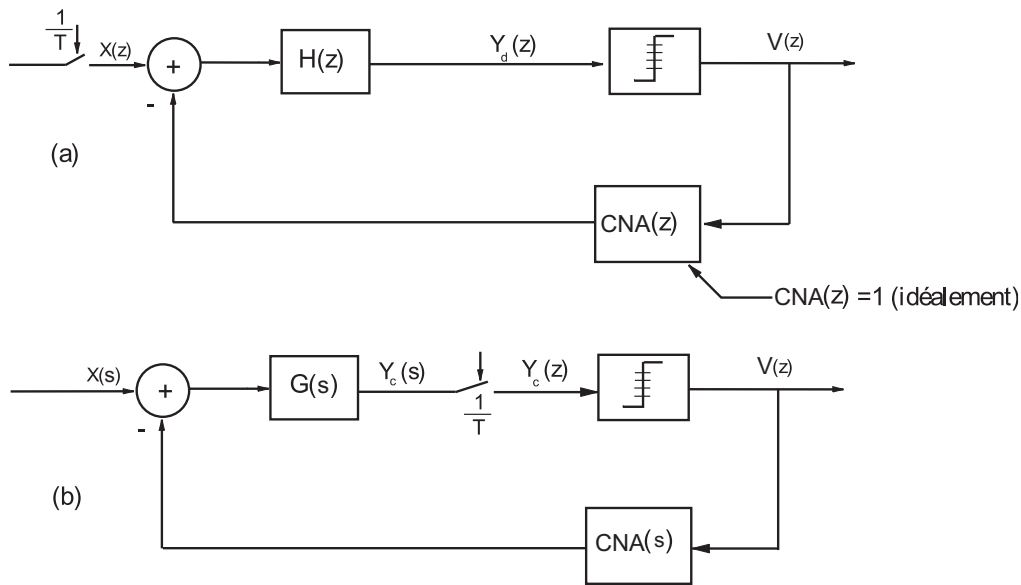 1
T
X(z)
+
-
H(z)
Y_d(z)
V(z)
(a)
CNA(z)
CNA(z) =1 (idéalement)
X(s)
+
-
G(s)
Y_c(s)
1
T
Y_c(z)
V(z)
(b)
CNA(s)